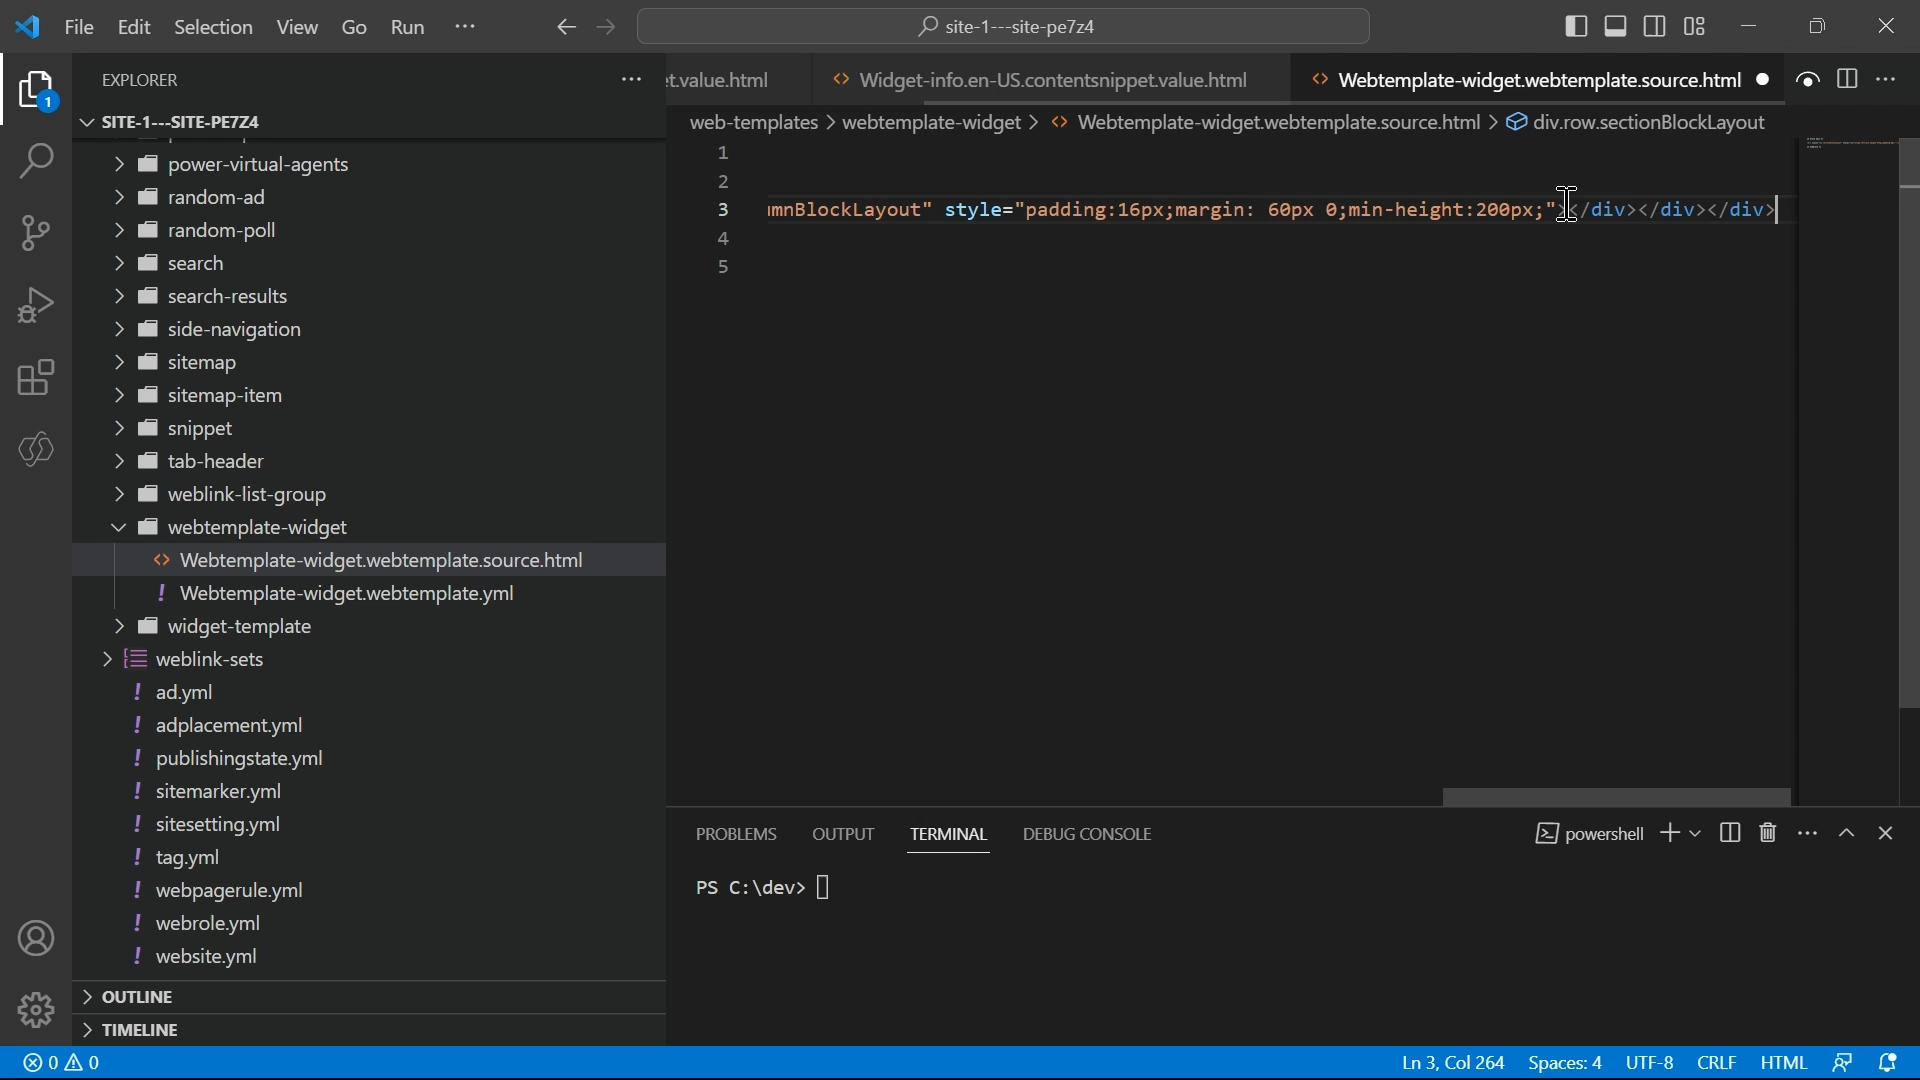 File Edit Selection View Go Run ···
site-1---site-pe7z4
EXPLORER ···
1
SITE-1---SITE-PE7Z4
power-virtual-agents
random-ad
random-poll
search
search-results
side-navigation
sitemap
sitemap-item
snippet
tab-header
weblink-list-group
webtemplate-widget
<> Webtemplate-widget.webtemplate.source.html
! Webtemplate-widget.webtemplate.yml
widget-template
weblink-sets
! ad.yml
! adplacement.yml
! publishingstate.yml
! sitemarker.yml
! sitesetting.yml
! tag.yml
! webpagerule.yml
! webrole.yml
! website.yml
OUTLINE
TIMELINE
t.value.html <> Widget-info.en-US.contentsnippet.value.html <> Webtemplate-widget.webtemplate.source.html
web-templates > webtemplate-widget > <> Webtemplate-widget.webtemplate.source.html > div.row.sectionBlockLayout
1
2
3 mnBlockLayout" style="padding:16px;margin: 60px 0;min-height:200px;"></div></div></div>
4
5
PROBLEMS OUTPUT TERMINAL DEBUG CONSOLE powershell
PS C:\dev>
0 0 Ln 3, Col 264 Spaces: 4 UTF-8 CRLF HTML